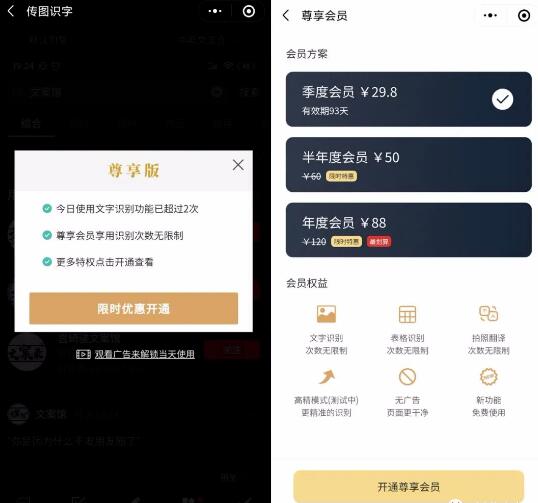 传图识字
尊享版
今日使用文字识别功能已超过2次
尊享会员享用识别次数无限制
更多特权点击开通查看
限时优惠开通
观看广告来解锁当天使用
文案馆
尊享会员
会员方案
季度会员 ￥29.8
有效期93天
半年度会员 ￥50
￥60 限时特惠
年度会员 ￥88
￥120 限时特惠 最划算
会员权益
文字识别
次数无限制
表格识别
次数无限制
拍照翻译
次数无限制
高精模式(测试中)
更精准的识别
无广告
页面更干净
新功能
免费使用
开通尊享会员